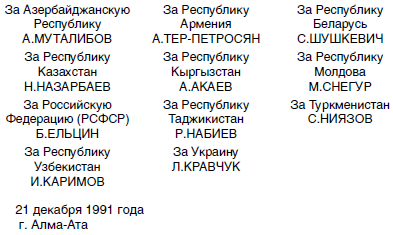 За Азербайджанскую
Республику
А.МУТАЛИБОВ
За Республику
Армения
А.ТЕР-ПЕТРОСЯН
За Республику
Беларусь
С.ШУШКЕВИЧ
За Республику
Казахстан
Н.НАЗАРБАЕВ
За Республику
Кыргызстан
А.АКАЕВ
За Республику
Молдова
М.СНЕГУР
За Российскую
Федерацию (РСФСР)
Б.ЕЛЬЦИН
За Республику
Таджикистан
Р.НАБИЕВ
За Туркменистан
С.НИЯЗОВ
За Республику
Узбекистан
И.КАРИМОВ
За Украину
Л.КРАВЧУК
21 декабря 1991 года
г. Алма-Ата